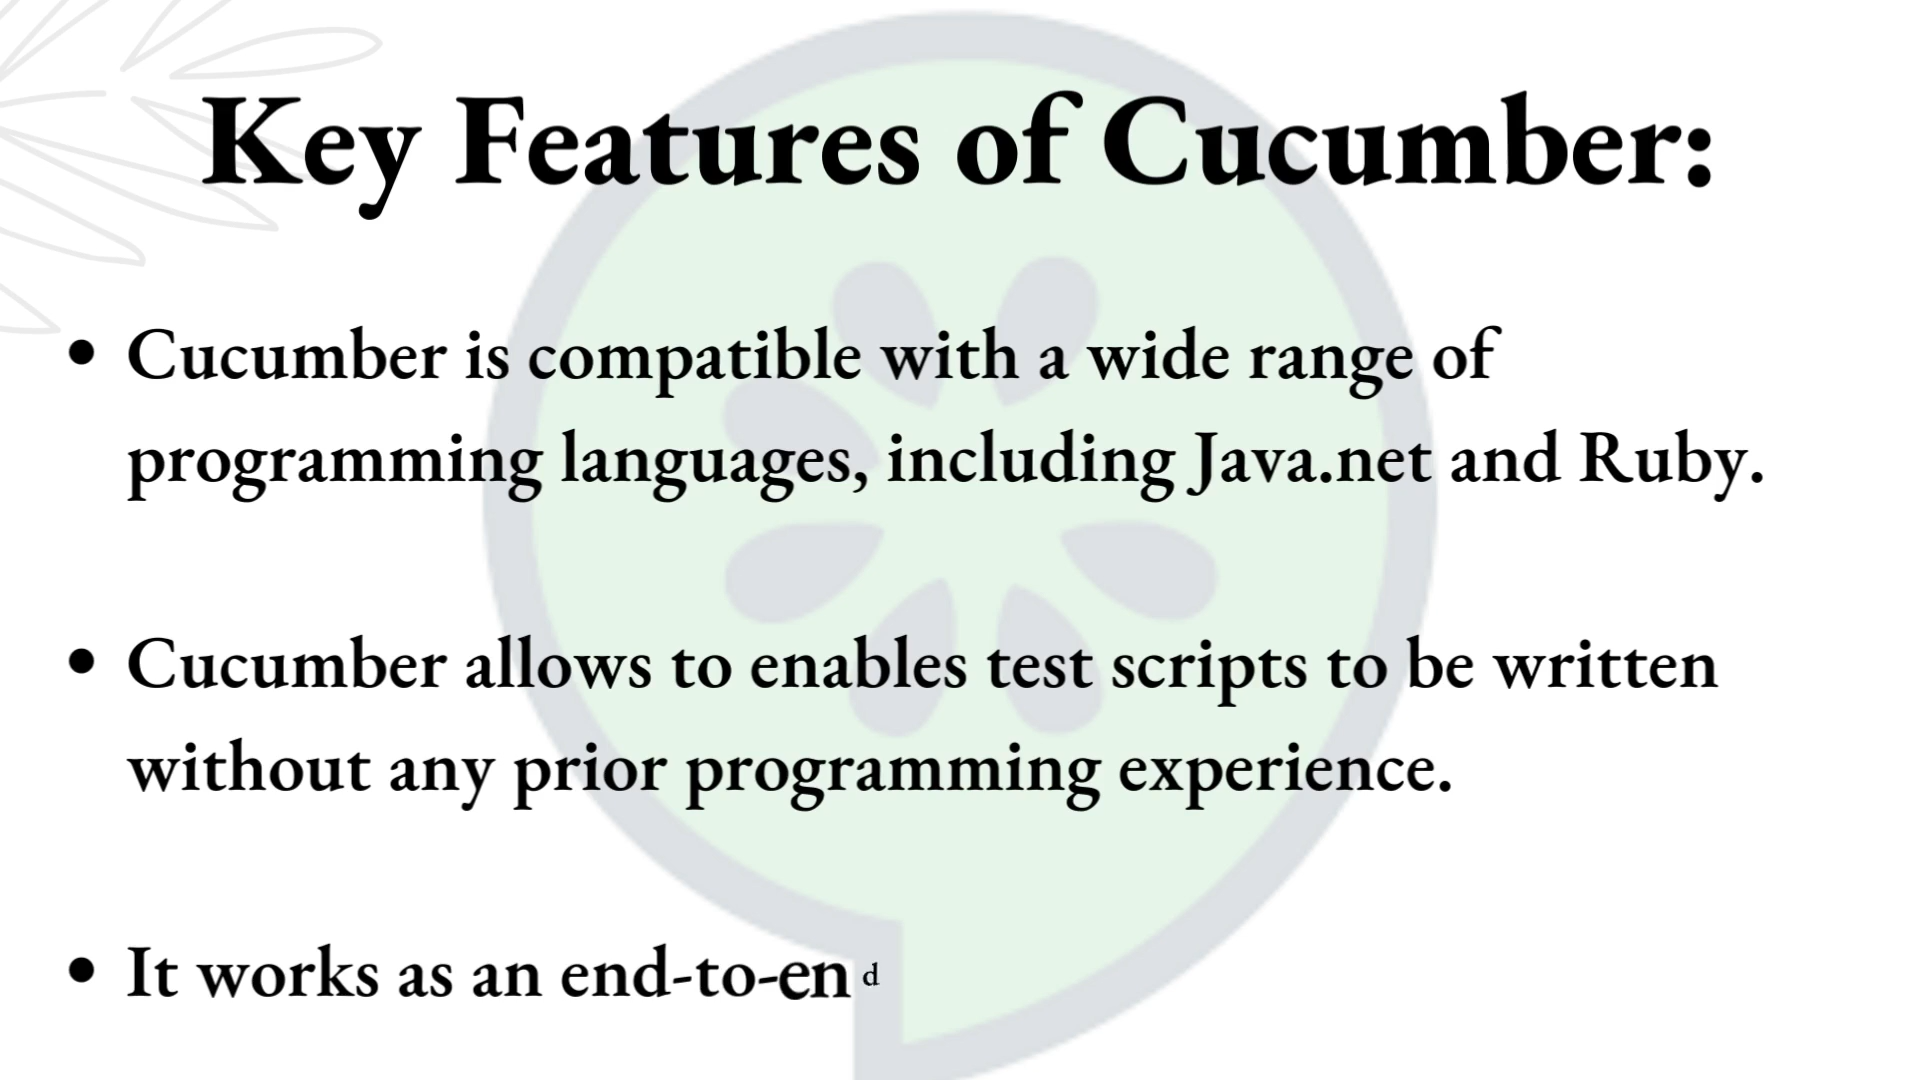 Key Features of Cucumber:
• Cucumber is compatible with a wide range of
programming languages, including Java.net and Ruby.
• Cucumber allows to enables test scripts to be written
without any prior programming experience.
• It works as an end-to-end